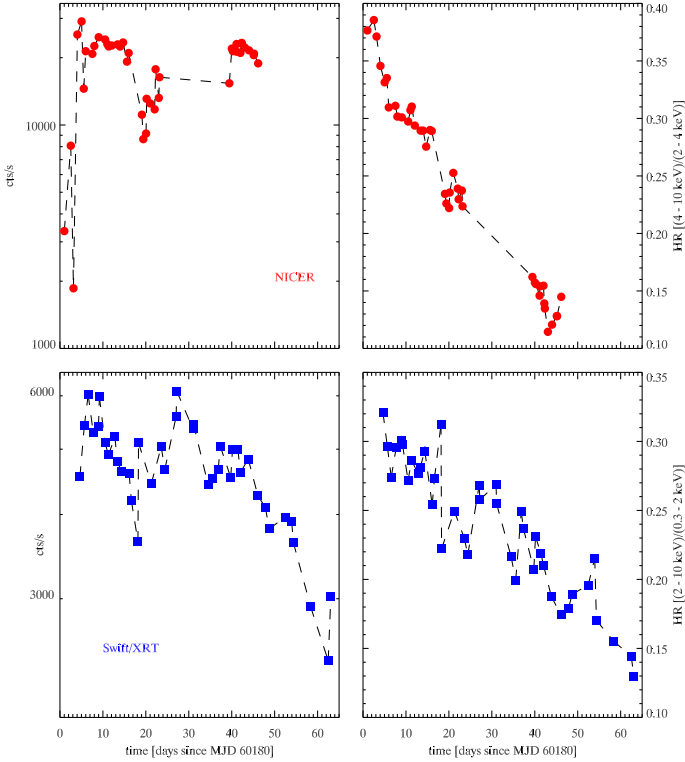 cts/s
10000
1000
NICER
0.40
0.35
0.30
0.25
0.20
0.15
0.10
HR [(4 - 10 keV)/(2 - 4 keV)]
6000
3000
cts/s
Swift/XRT
0 10 20 30 40 50 60
time [days since MJD 60180]
0.35
0.30
0.25
0.20
0.15
0.10
HR [(2 - 10 keV)/(0.3 - 2 keV)]
0 10 20 30 40 50 60
time [days since MJD 60180]